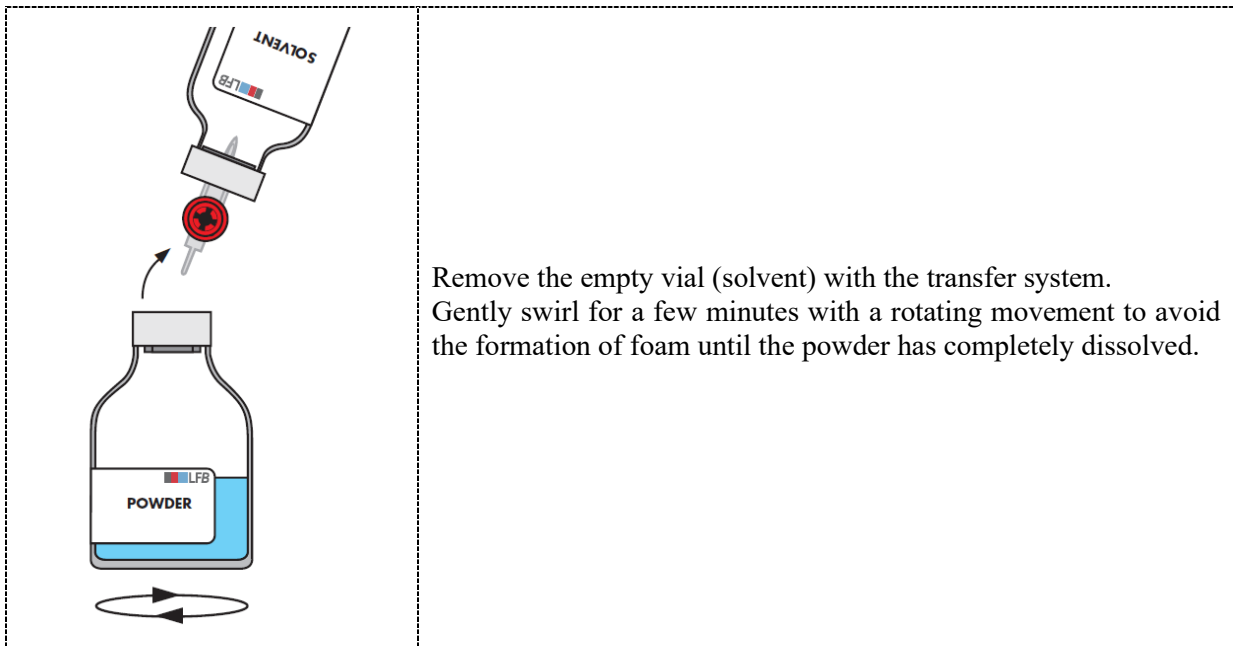 SOLVENT
LFB
Remove the empty vial (solvent) with the transfer system.
Gently swirl for a few minutes with a rotating movement to avoid
the formation of foam until the powder has completely dissolved.
LFB
POWDER